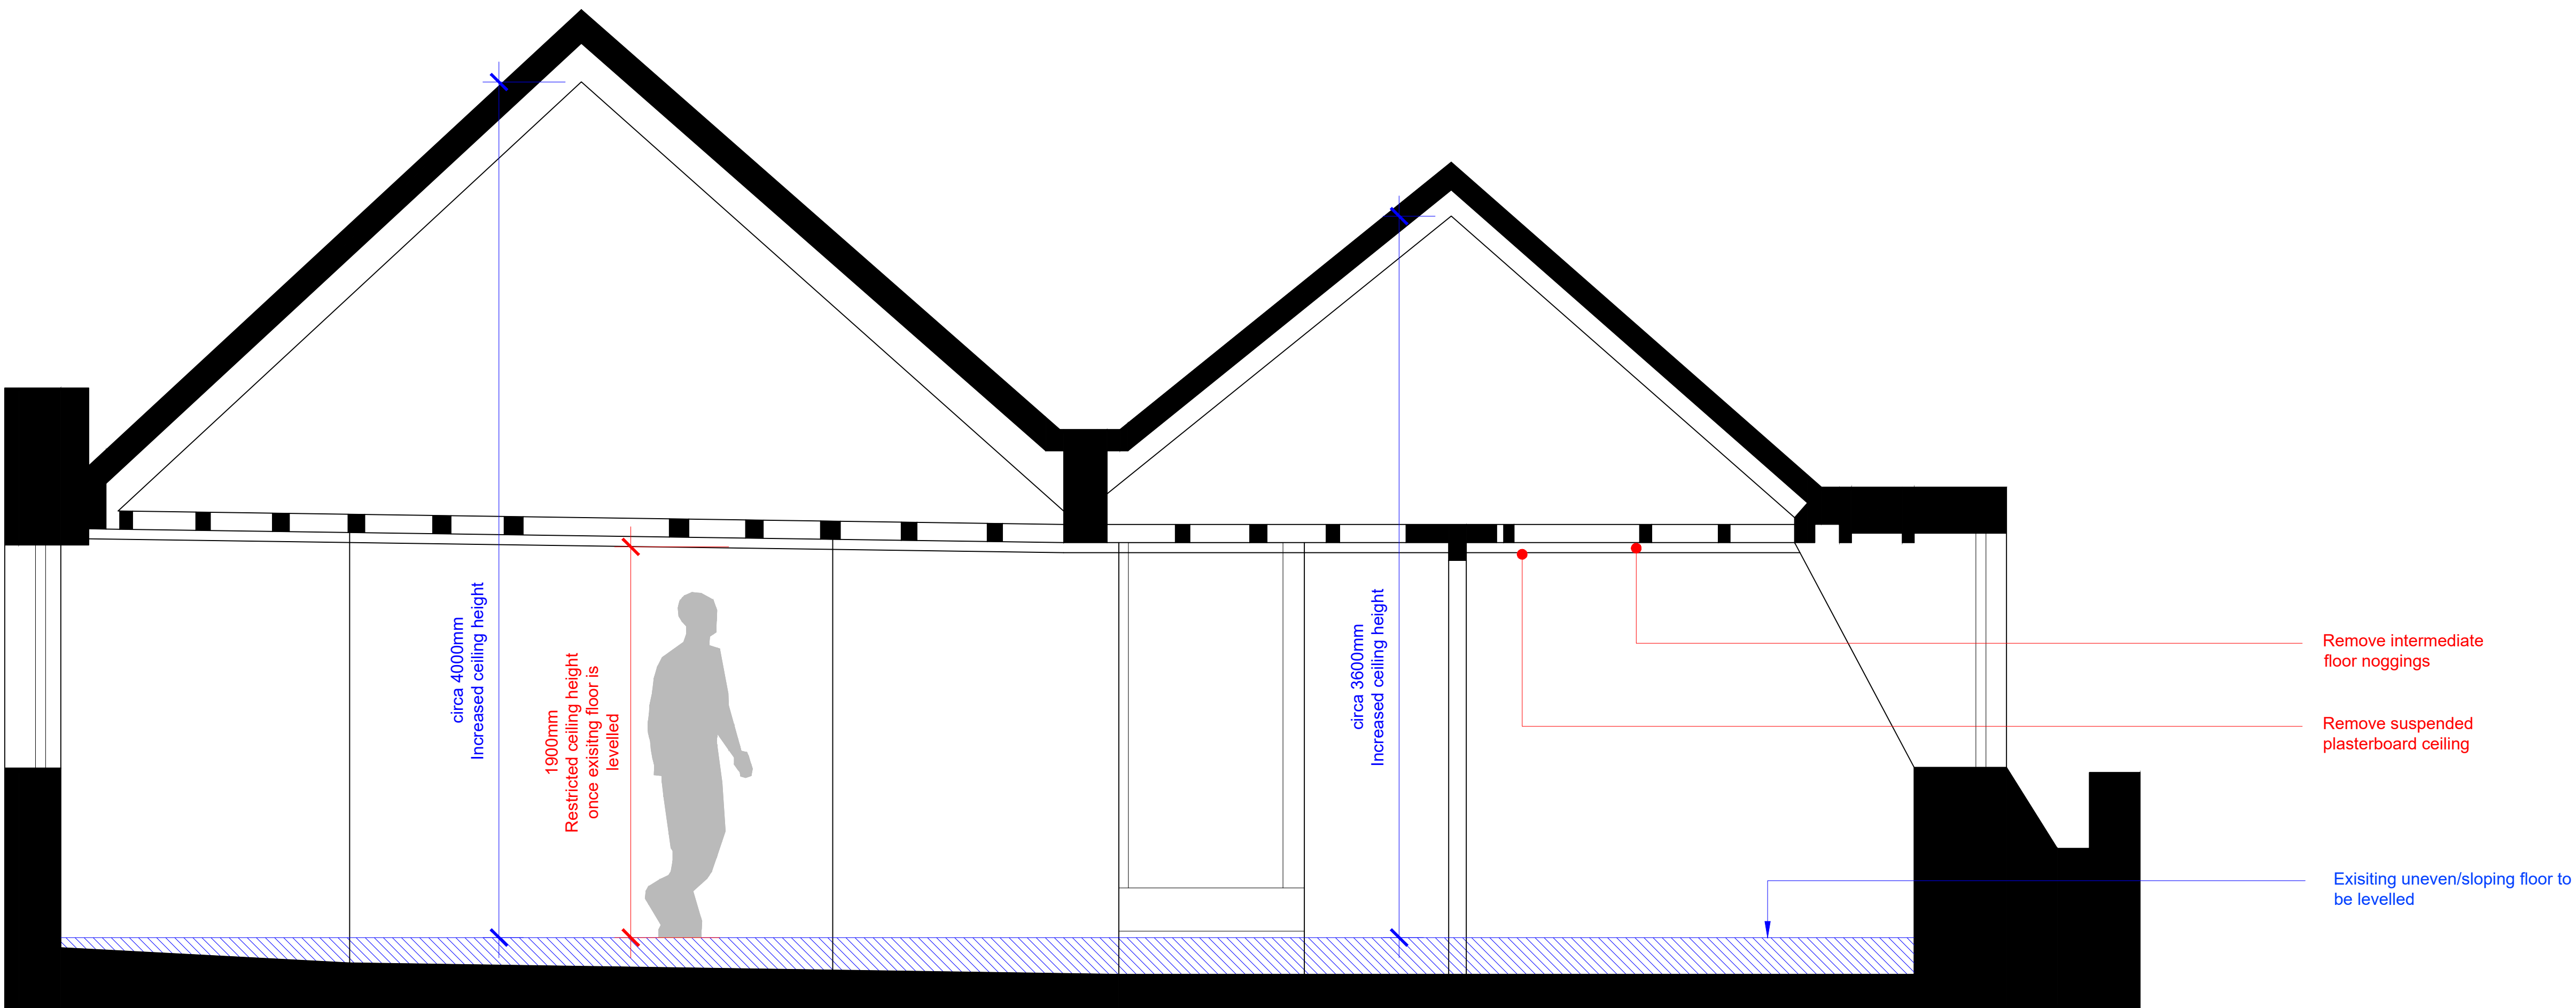 circa 4000mm
Increased ceiling height
1900mm
Restricted ceiling height
once exisitng floor is
levelled
circa 3600mm
Increased ceiling height
Remove intermediate
floor noggings
Remove suspended
plasterboard ceiling
Exisiting uneven/sloping floor to
be levelled